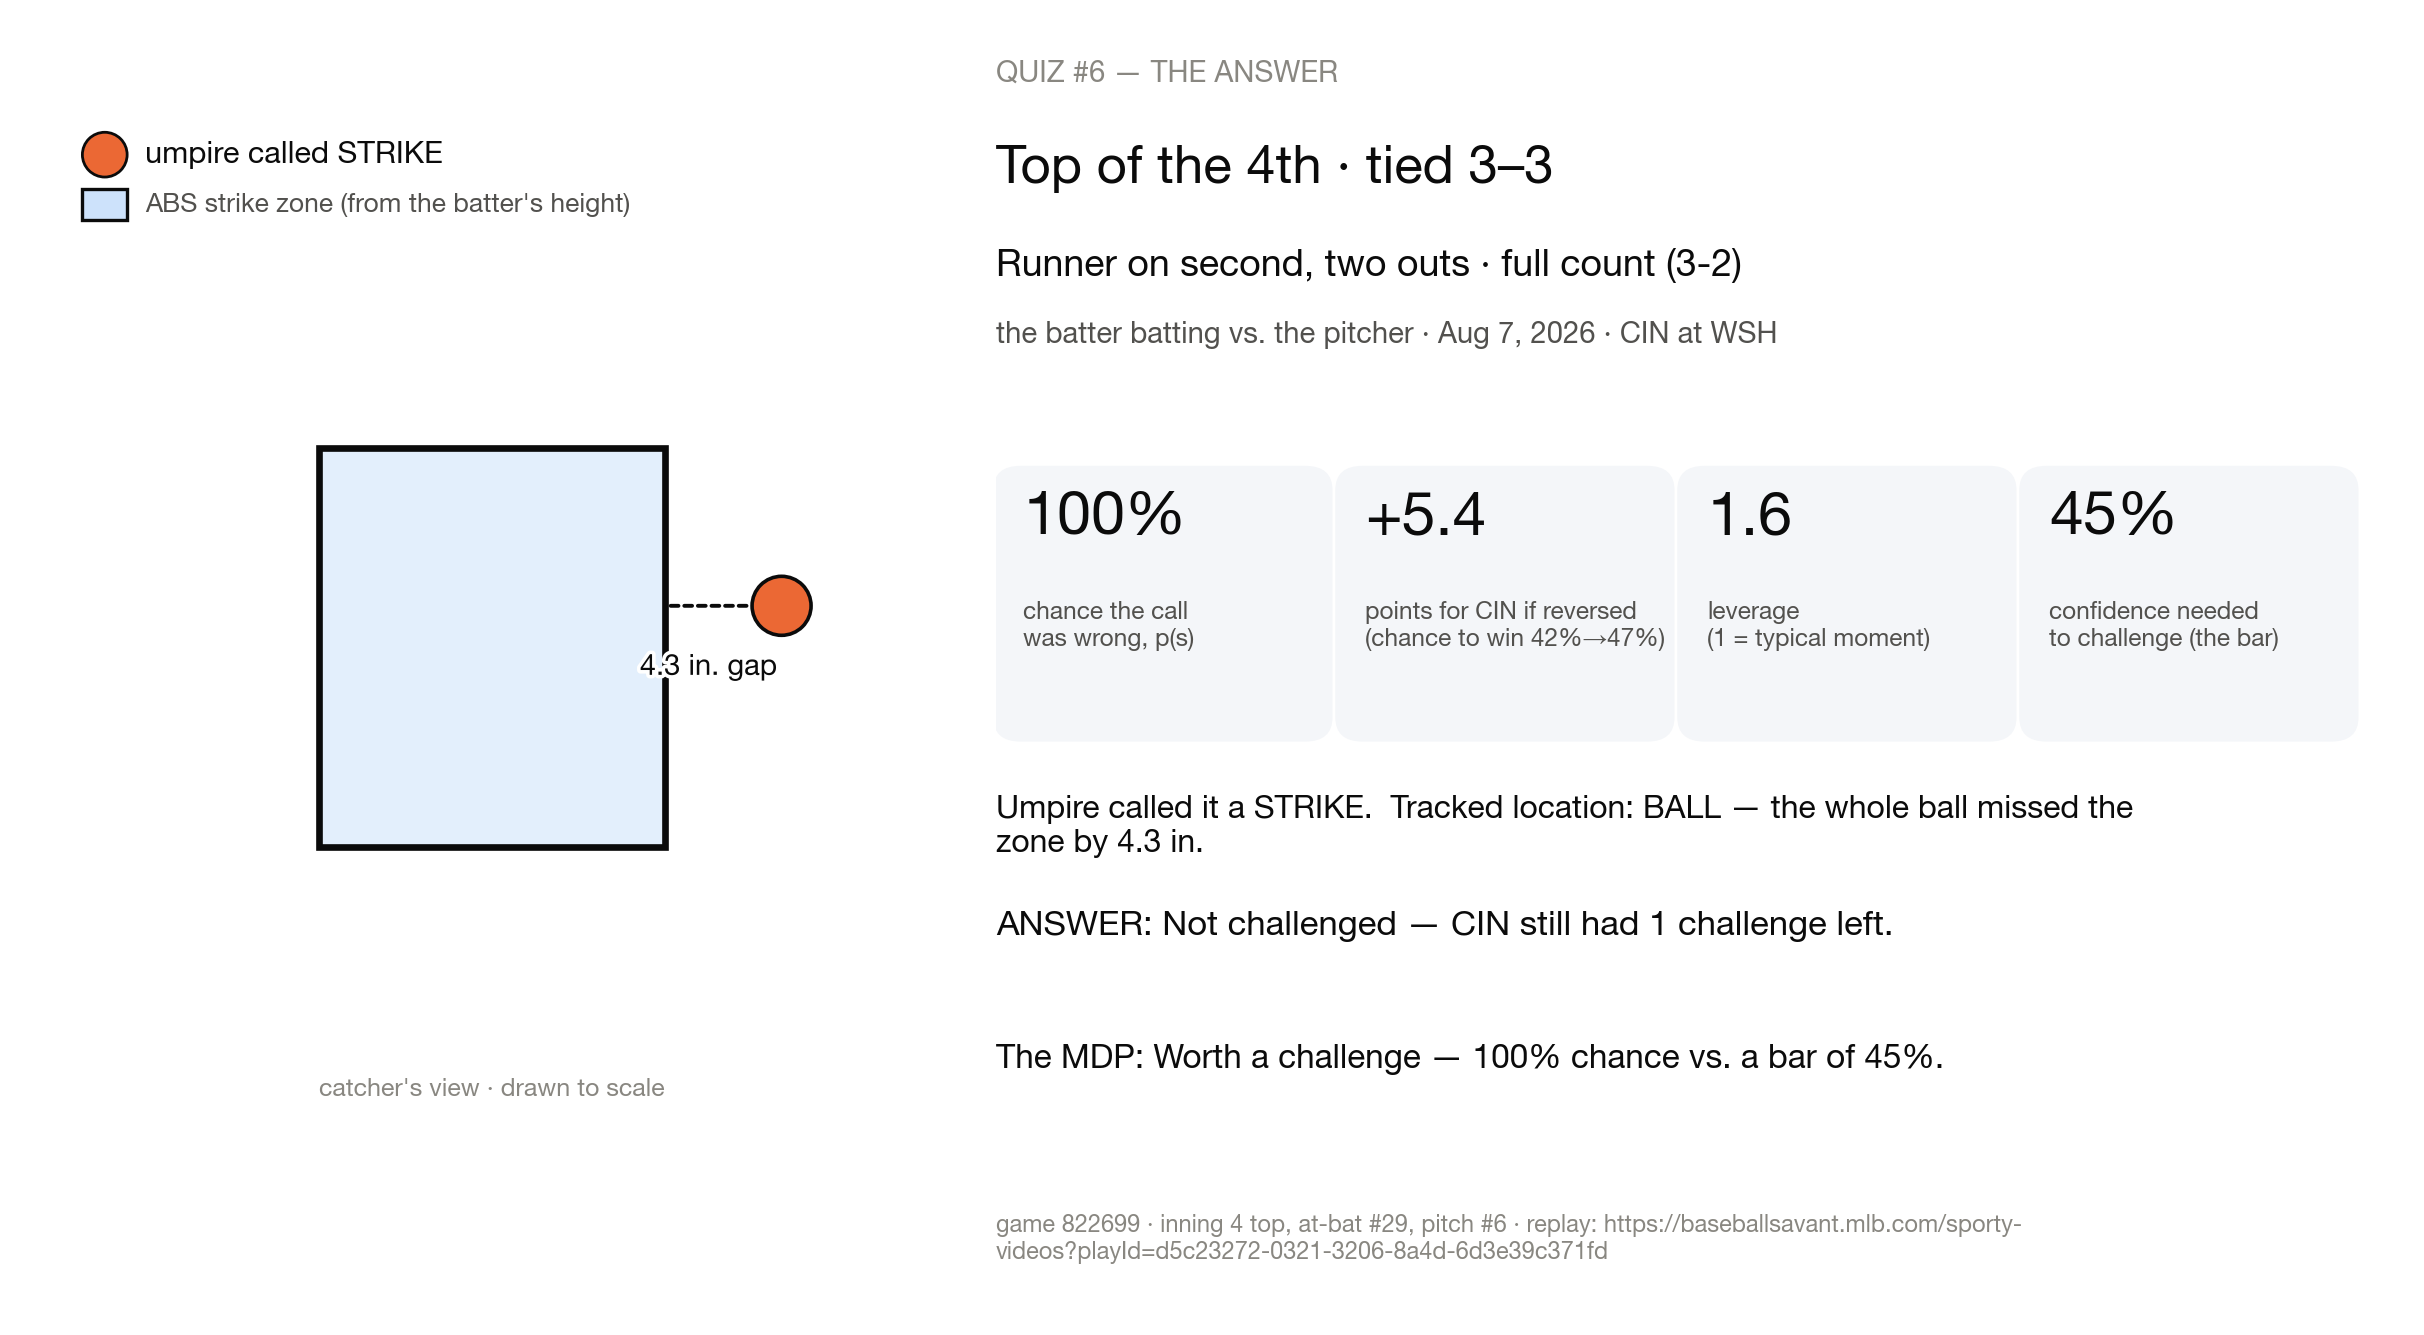 QUIZ #6 — THE ANSWER
umpire called STRIKE
ABS strike zone (from the batter's height)
Top of the 4th · tied 3–3
Runner on second, two outs · full count (3-2)
the batter batting vs. the pitcher · Aug 7, 2026 · CIN at WSH
4.3 in. gap
catcher's view · drawn to scale
100%
chance the call
was wrong, p(s)
+5.4
points for CIN if reversed
(chance to win 42%→47%)
1.6
leverage
(1 = typical moment)
45%
confidence needed
to challenge (the bar)
Umpire called it a STRIKE. Tracked location: BALL — the whole ball missed the
zone by 4.3 in.
ANSWER: Not challenged — CIN still had 1 challenge left.
The MDP: Worth a challenge — 100% chance vs. a bar of 45%.
game 822699 · inning 4 top, at-bat #29, pitch #6 · replay: https://baseballsavant.mlb.com/sporty-
videos?playId=d5c23272-0321-3206-8a4d-6d3e39c371fd